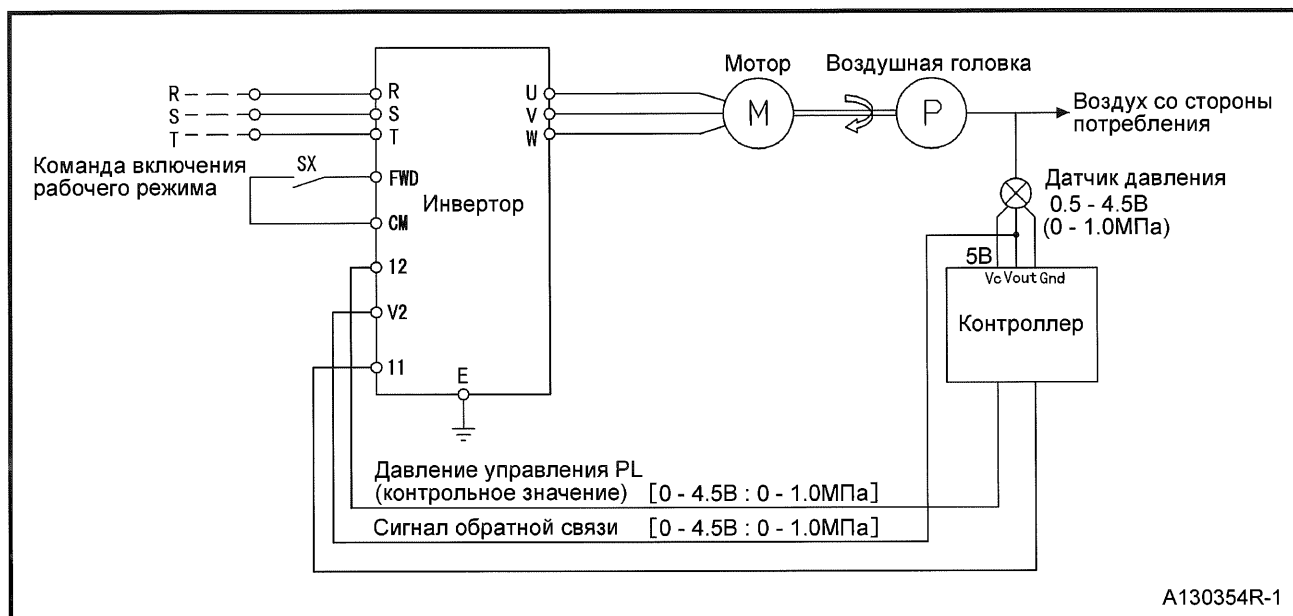 Мотор
Воздушная головка
R
S
T
R
S
T
U
V
W
M
P
Воздух со стороны
потребления
Команда включения
рабочего режима
SX
FWD
CM
Инвертор
12
V2
11
E
Датчик давления
0.5 - 4.5В
(0 - 1.0МПа)
5В
Vc Vout Gnd
Контроллер
Давление управления PL
(контрольное значение) [0 - 4.5В : 0 - 1.0МПа]
Сигнал обратной связи [0 - 4.5В : 0 - 1.0МПа]
A130354R-1